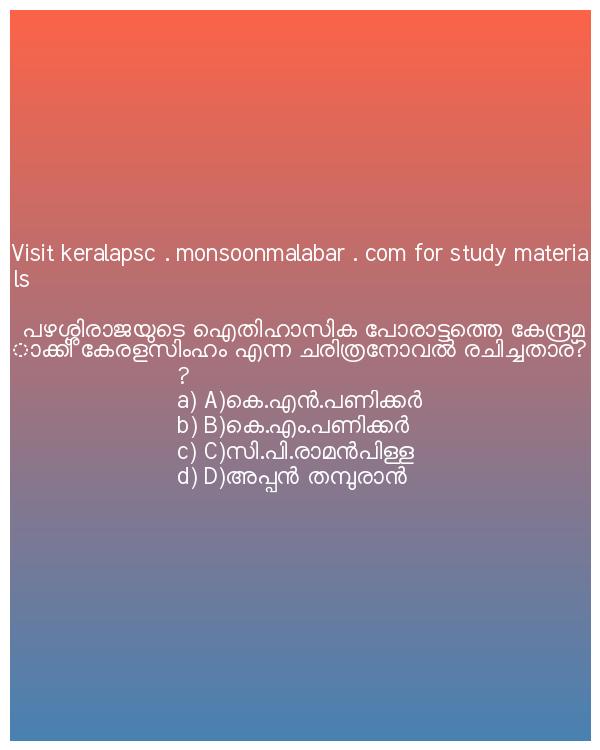 Visit keralapsc . monsoonmalabar . com for study materia
ls
പഴശ്ശിരാജയുടെ ഐതിഹാസിക പോരാട്ടത്തെ കേന്ദ്രമ
ാക്കി കേരളസിംഹം എന്ന ചരിത്രനോവൽ രചിച്ചതാര്?
?
a) A)കെ.എൻ.പണിക്കർ
b) B)കെ.എം.പണിക്കർ
c) C)സി.പി.രാമൻപിള്ള
d) D)അപ്പൻ തമ്പുരാൻ